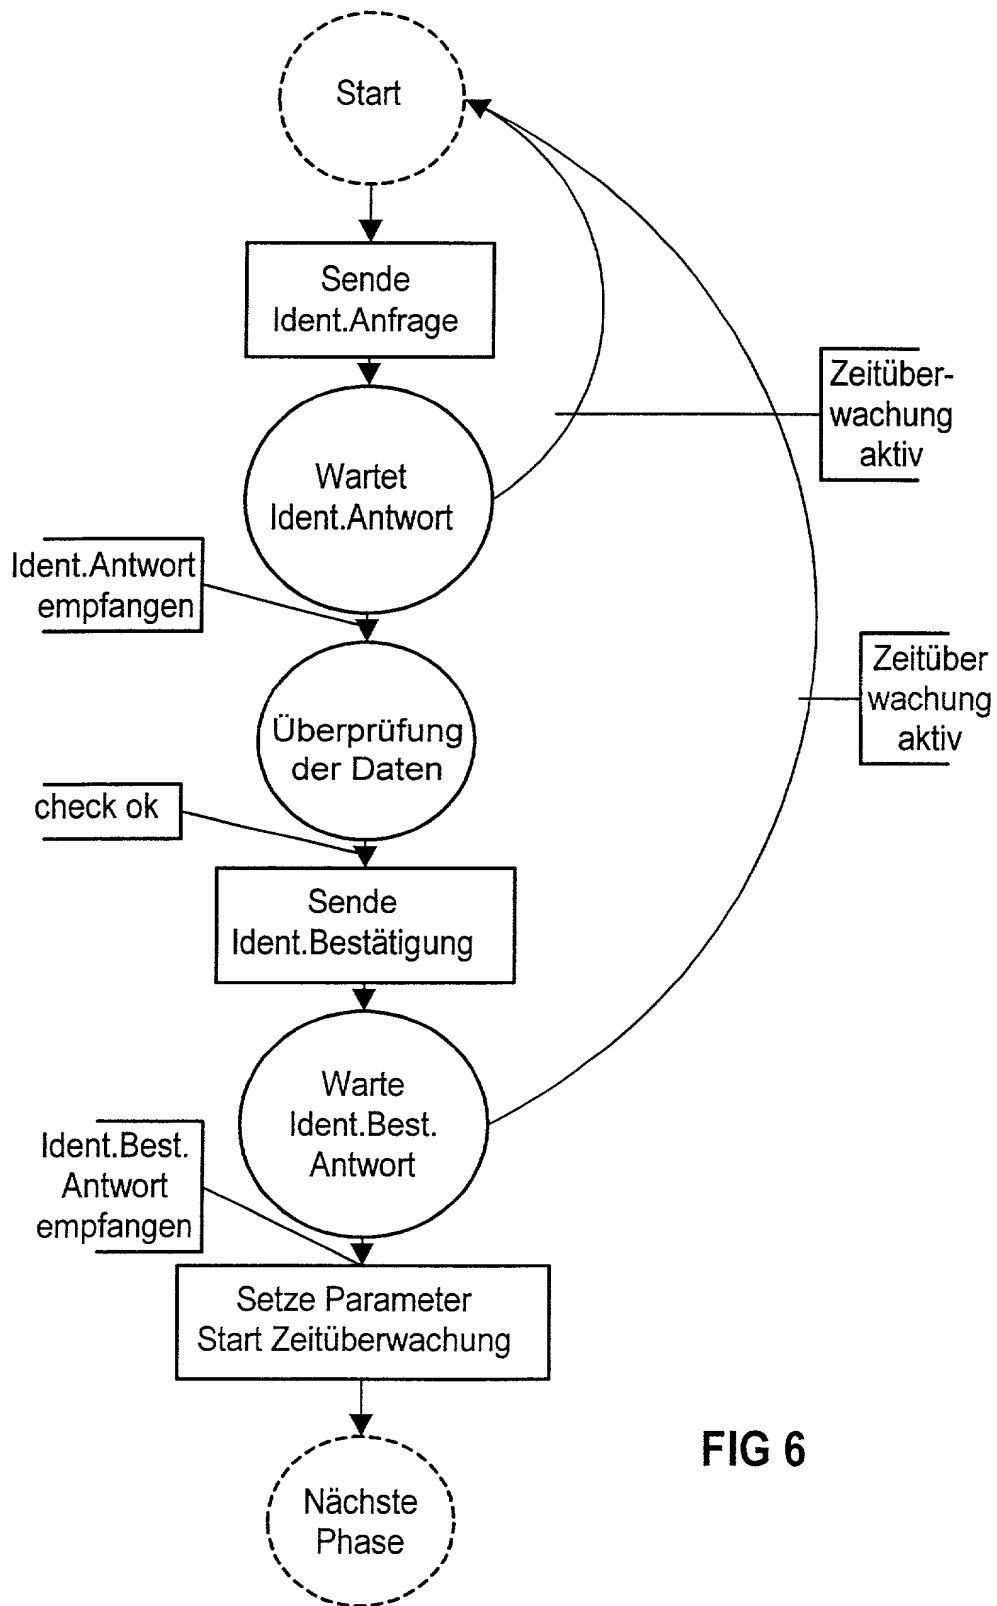 Start
Sende
Ident.Anfrage
Zeitüber-
wachung
aktiv
Wartet
Ident.Antwort
Ident.Antwort
empfangen
Zeitüber
wachung
aktiv
Überprüfung
der Daten
check ok
Sende
Ident.Bestätigung
Warte
Ident.Best.
Antwort
Ident.Best.
Antwort
empfangen
Setze Parameter
Start Zeitüberwachung
FIG 6
Nächste
Phase